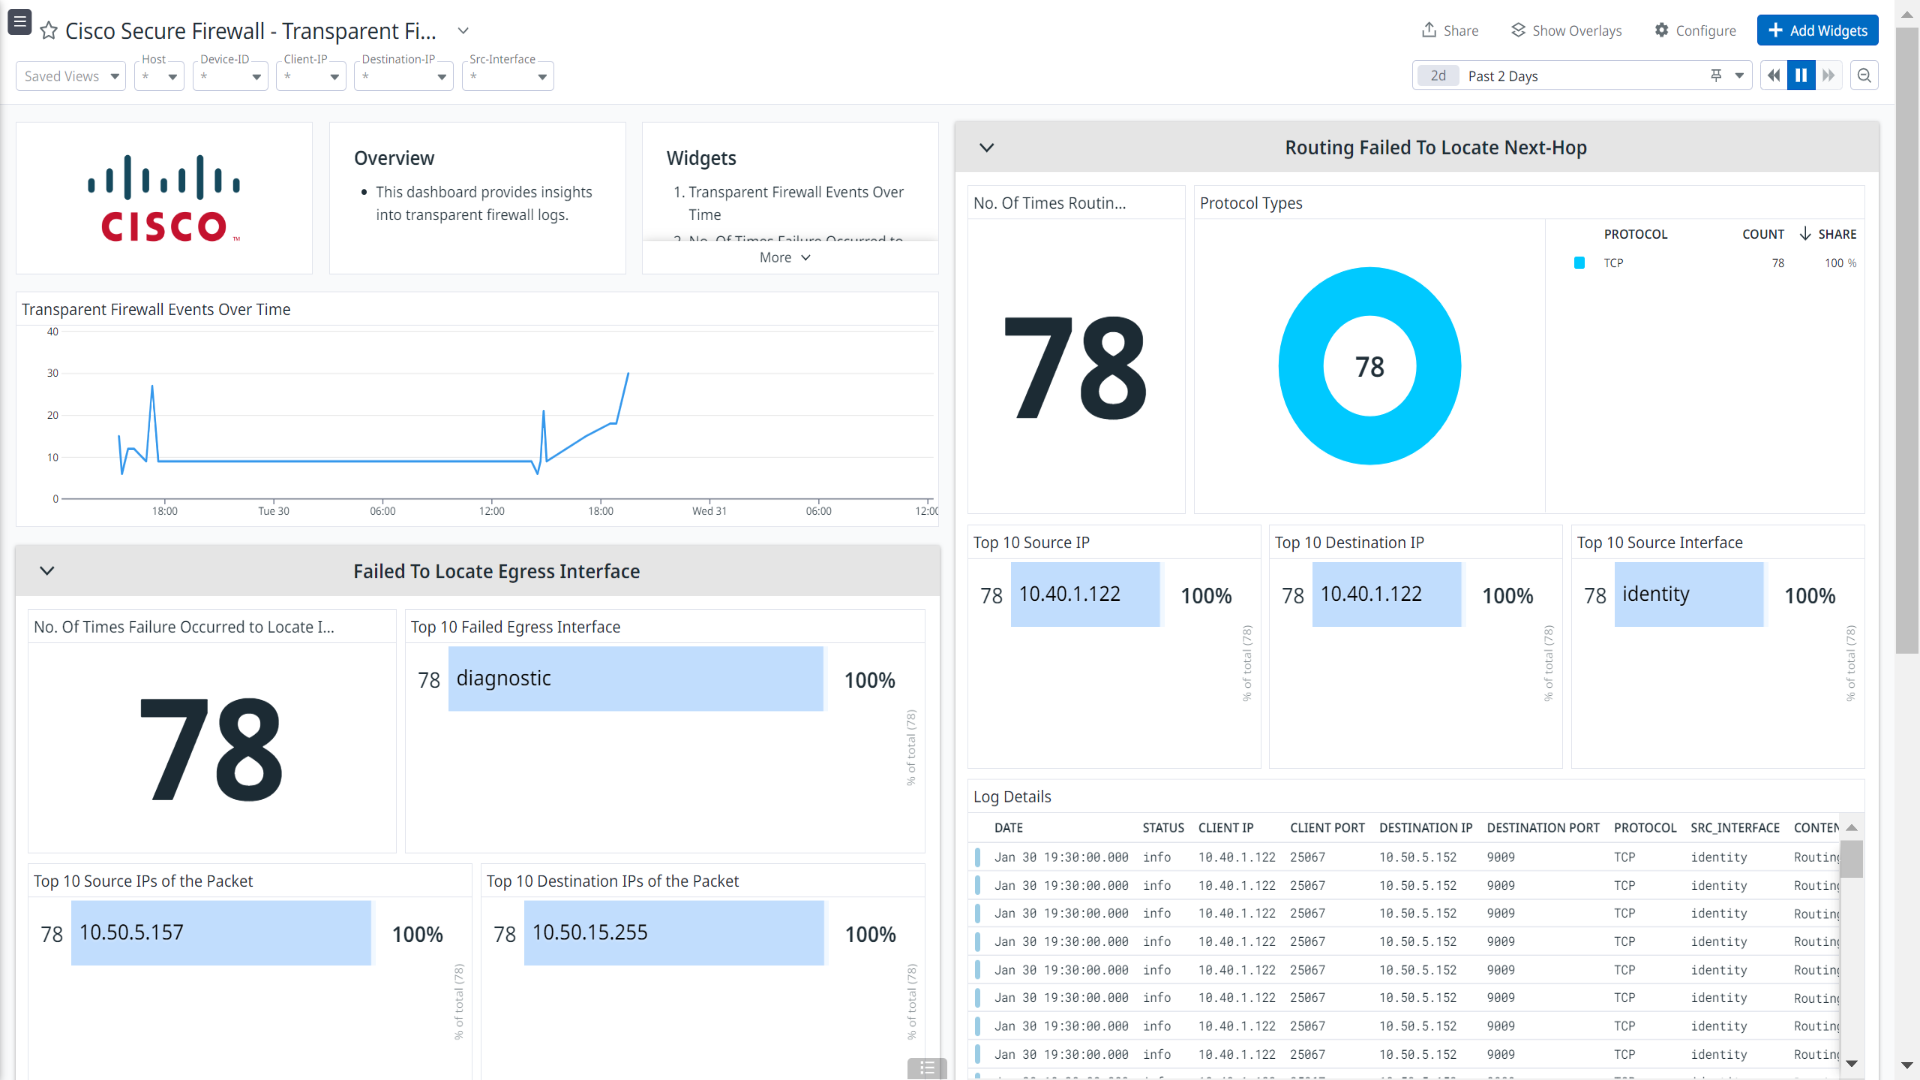 Cisco Secure Firewall - Transparent Fi...
Share
Show Overlays
Configure
Add Widgets
Saved Views
Host
*
Device-ID
*
Client-IP
*
Destination-IP
*
Src-Interface
*
2d
Past 2 Days
CISCO
™
Overview
• This dashboard provides insights
into transparent firewall logs.
Widgets
1. Transparent Firewall Events Over
Time
2. No. Of Times Failure Occurred to
More
Transparent Firewall Events Over Time
40
30
20
10
0
18:00
Tue 30
06:00
12:00
18:00
Wed 31
06:00
12:00
Failed To Locate Egress Interface
No. Of Times Failure Occurred to Locate I...
78
Top 10 Failed Egress Interface
78 diagnostic 100%
% of total (78)
Top 10 Source IPs of the Packet
78 10.50.5.157 100%
% of total (78)
Top 10 Destination IPs of the Packet
78 10.50.15.255 100%
% of total (78)
Routing Failed To Locate Next-Hop
No. Of Times Routin...
78
Protocol Types
78
PROTOCOL COUNT SHARE
TCP 78 100 %
Top 10 Source IP
78 10.40.1.122 100%
% of total (78)
Top 10 Destination IP
78 10.40.1.122 100%
% of total (78)
Top 10 Source Interface
78 identity 100%
% of total (78)
Log Details
DATE STATUS CLIENT IP CLIENT PORT DESTINATION IP DESTINATION PORT PROTOCOL SRC_INTERFACE CONTEN
Jan 30 19:30:00.000 info 10.40.1.122 25067 10.50.5.152 9009 TCP identity Routing
Jan 30 19:30:00.000 info 10.40.1.122 25067 10.50.5.152 9009 TCP identity Routing
Jan 30 19:30:00.000 info 10.40.1.122 25067 10.50.5.152 9009 TCP identity Routing
Jan 30 19:30:00.000 info 10.40.1.122 25067 10.50.5.152 9009 TCP identity Routing
Jan 30 19:30:00.000 info 10.40.1.122 25067 10.50.5.152 9009 TCP identity Routing
Jan 30 19:30:00.000 info 10.40.1.122 25067 10.50.5.152 9009 TCP identity Routing
Jan 30 19:30:00.000 info 10.40.1.122 25067 10.50.5.152 9009 TCP identity Routing
Jan 30 19:30:00.000 info 10.40.1.122 25067 10.50.5.152 9009 TCP identity Routing